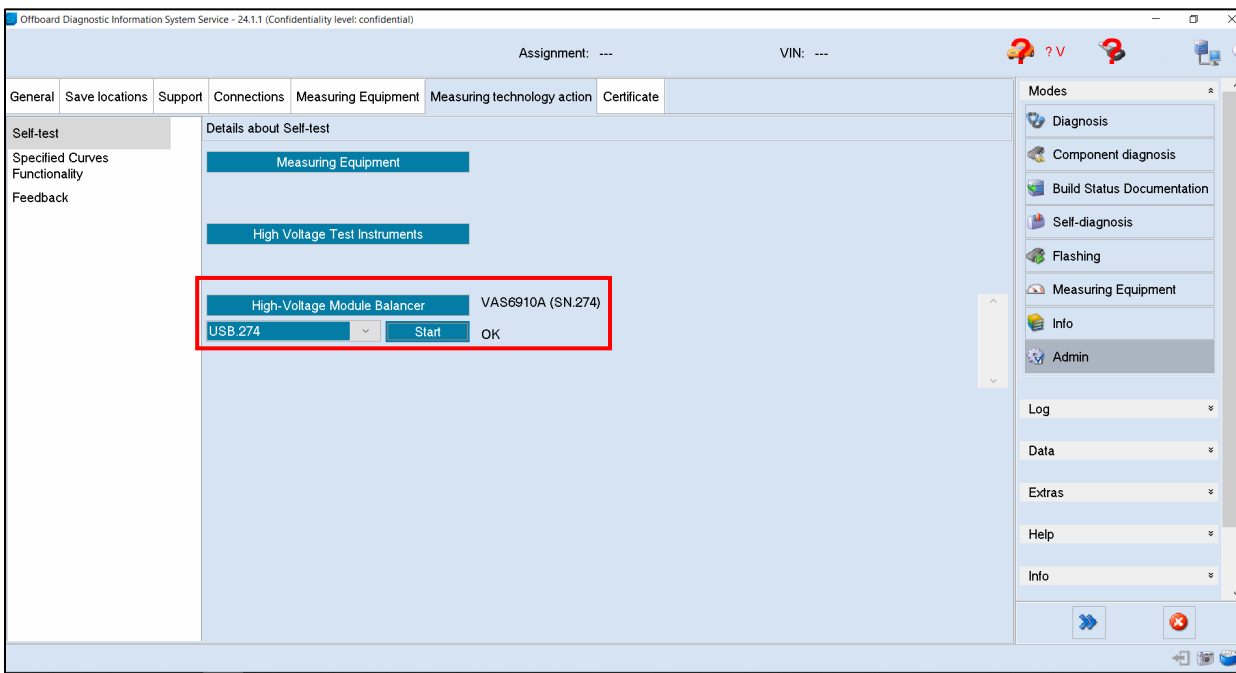 Offboard Diagnostic Information System Service - 24.1.1 (Confidentiality level: confidential)
Assignment: ---
VIN: ---
? V
General
Save locations
Support
Connections
Measuring Equipment
Measuring technology action
Certificate
Self-test
Specified Curves
Functionality
Feedback
Details about Self-test
Measuring Equipment
High Voltage Test Instruments
High-Voltage Module Balancer
VAS6910A (SN.274)
USB.274
Start
OK
Modes
Diagnosis
Component diagnosis
Build Status Documentation
Self-diagnosis
Flashing
Measuring Equipment
Info
Admin
Log
Data
Extras
Help
Info